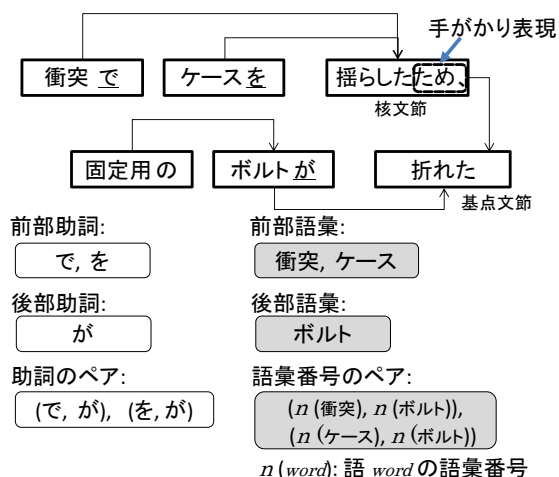 手がかり表現
衝突 で ケースを 揺らしたため、
核文節
固定用の ボルトが 折れた
基点文節
前部助詞: 前部語彙:
で, を 衝突, ケース
後部助詞: 後部語彙:
が ボルト
助詞のペア: 語彙番号のペア:
(で, が), (を, が) (n (衝突), n (ボルト)),
(n (ケース), n (ボルト))
n (word): 語 word の語彙番号